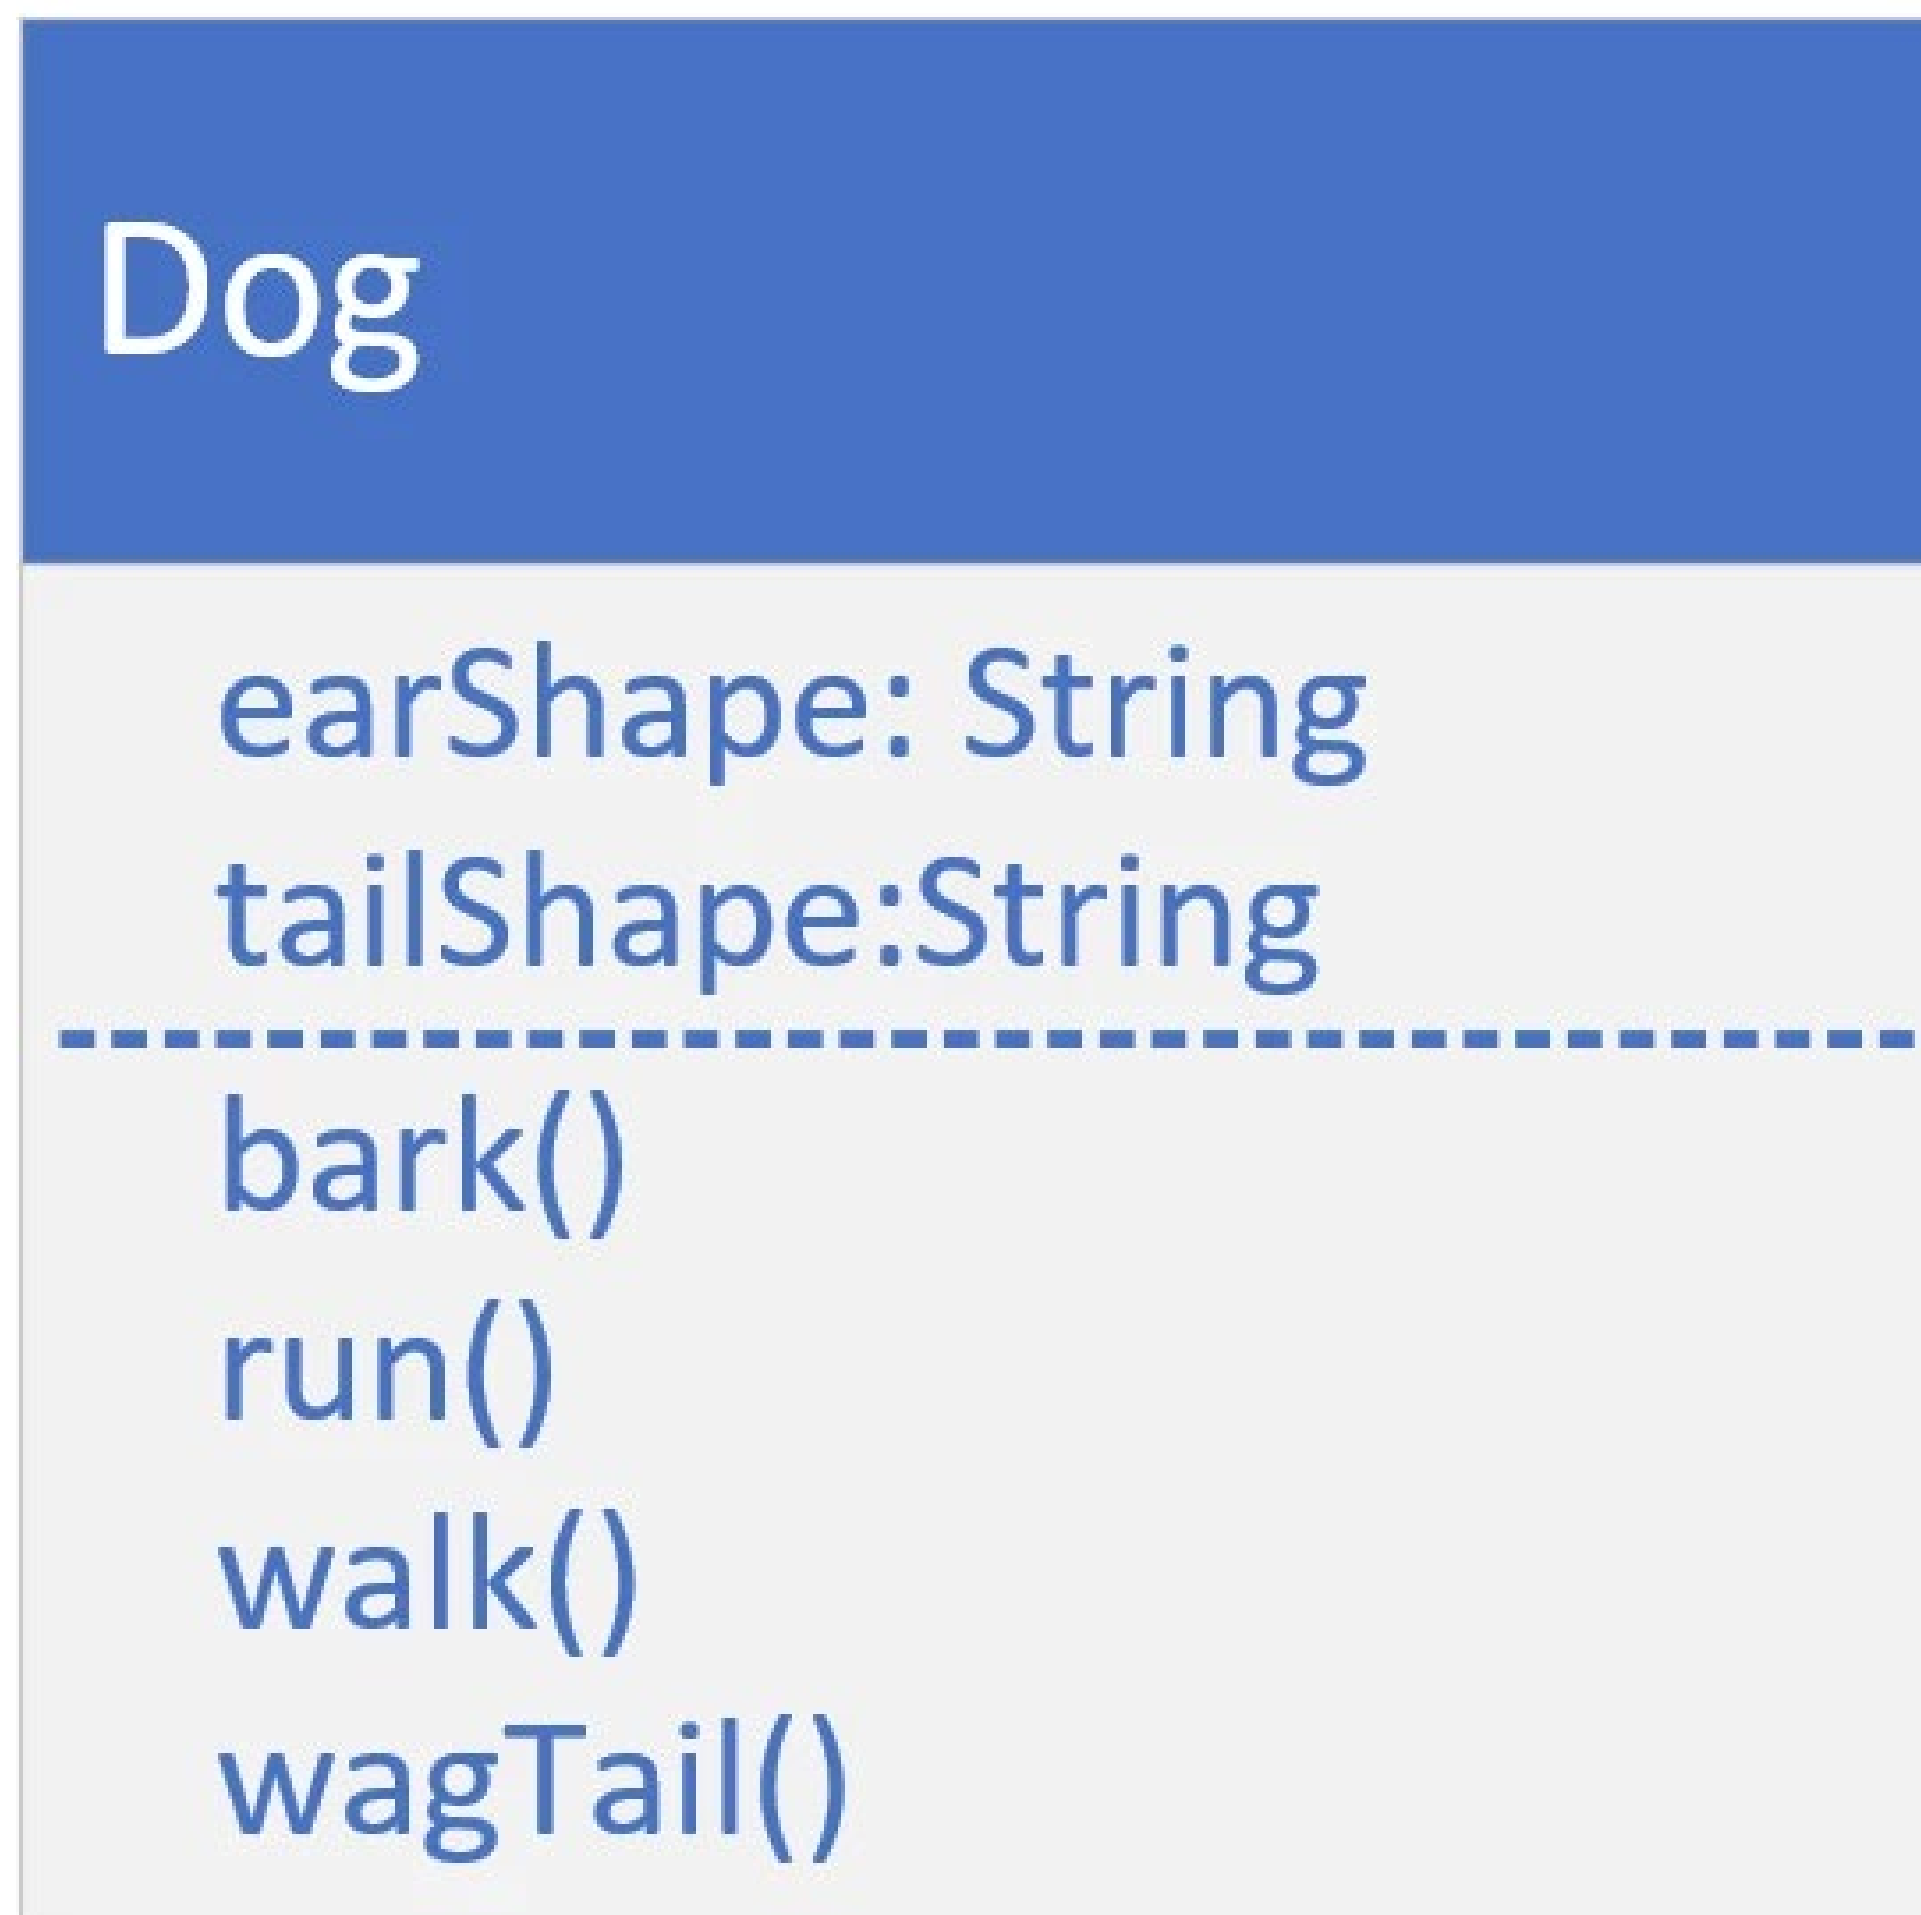 Dog
earShape: String
tailShape:String
bark()
run()
walk()
wagTail()